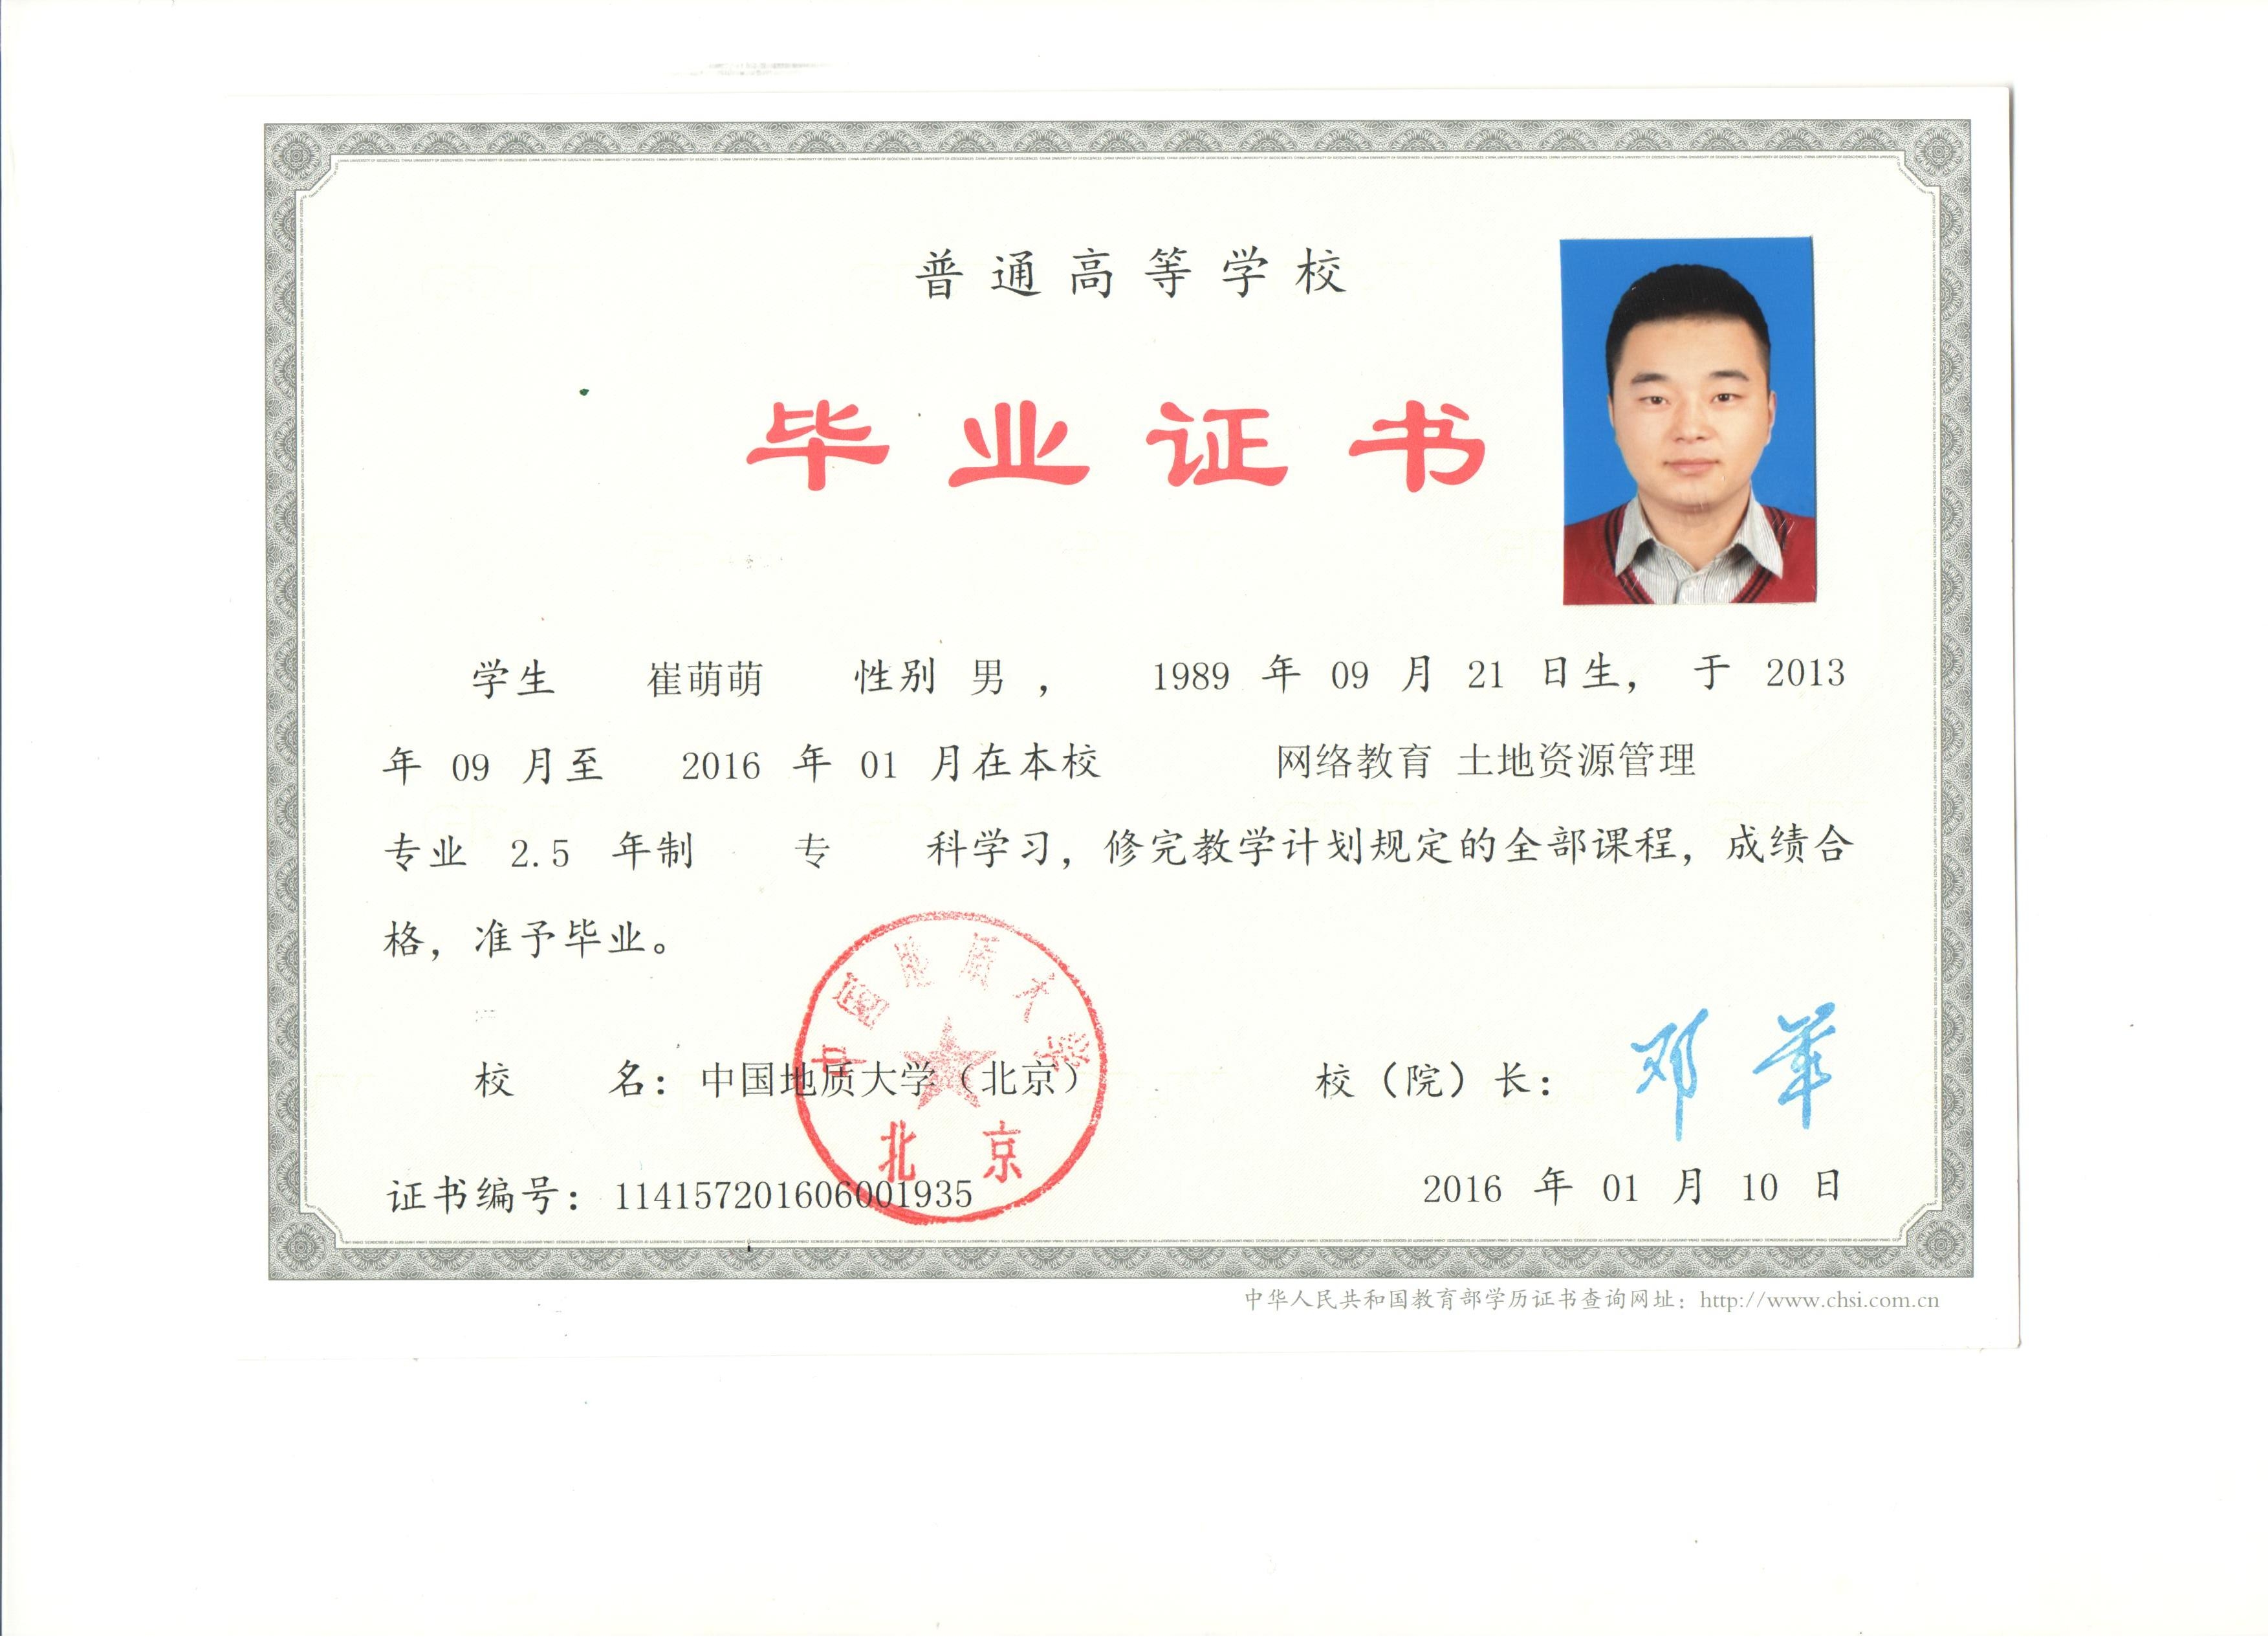 普通高等学校
毕业证书
学生 崔萌萌 性别 男 ， 1989 年 09 月 21 日生， 于 2013
年 09 月至 2016 年 01 月在本校 网络教育 土地资源管理
专业 2.5 年制 专 科学习，修完教学计划规定的全部课程，成绩合
格，准予毕业。
中国地质大学
北京
校 名：中国地质大学（北京） 校（院）长： 邓军
证书编号：114157201606001935 2016 年 01 月 10 日
中华人民共和国教育部学历证书查询网址：http://www.chsi.com.cn